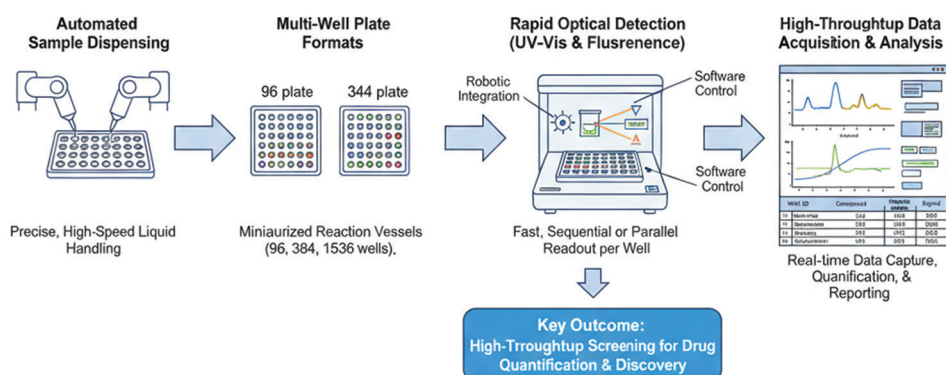 Automated
Sample Dispensing
Precise, High-Speed Liquid
Handling
Multi-Well Plate
Formats
96 plate
344 plate
Miniaurized Reaction Vessels
(96, 384, 1536 wells).
Rapid Optical Detection
(UV-Vis & Flusrenence)
Robotic
Integration
Software
Control
Software
Control
Fast, Sequential or Parallel
Readout per Well
High-Throughtup Data
Acquisition & Analysis
Real-time Data Capture,
Quanification, &
Reporting
Key Outcome:
High-Trroughtup Screening for Drug
Quantification & Discovery